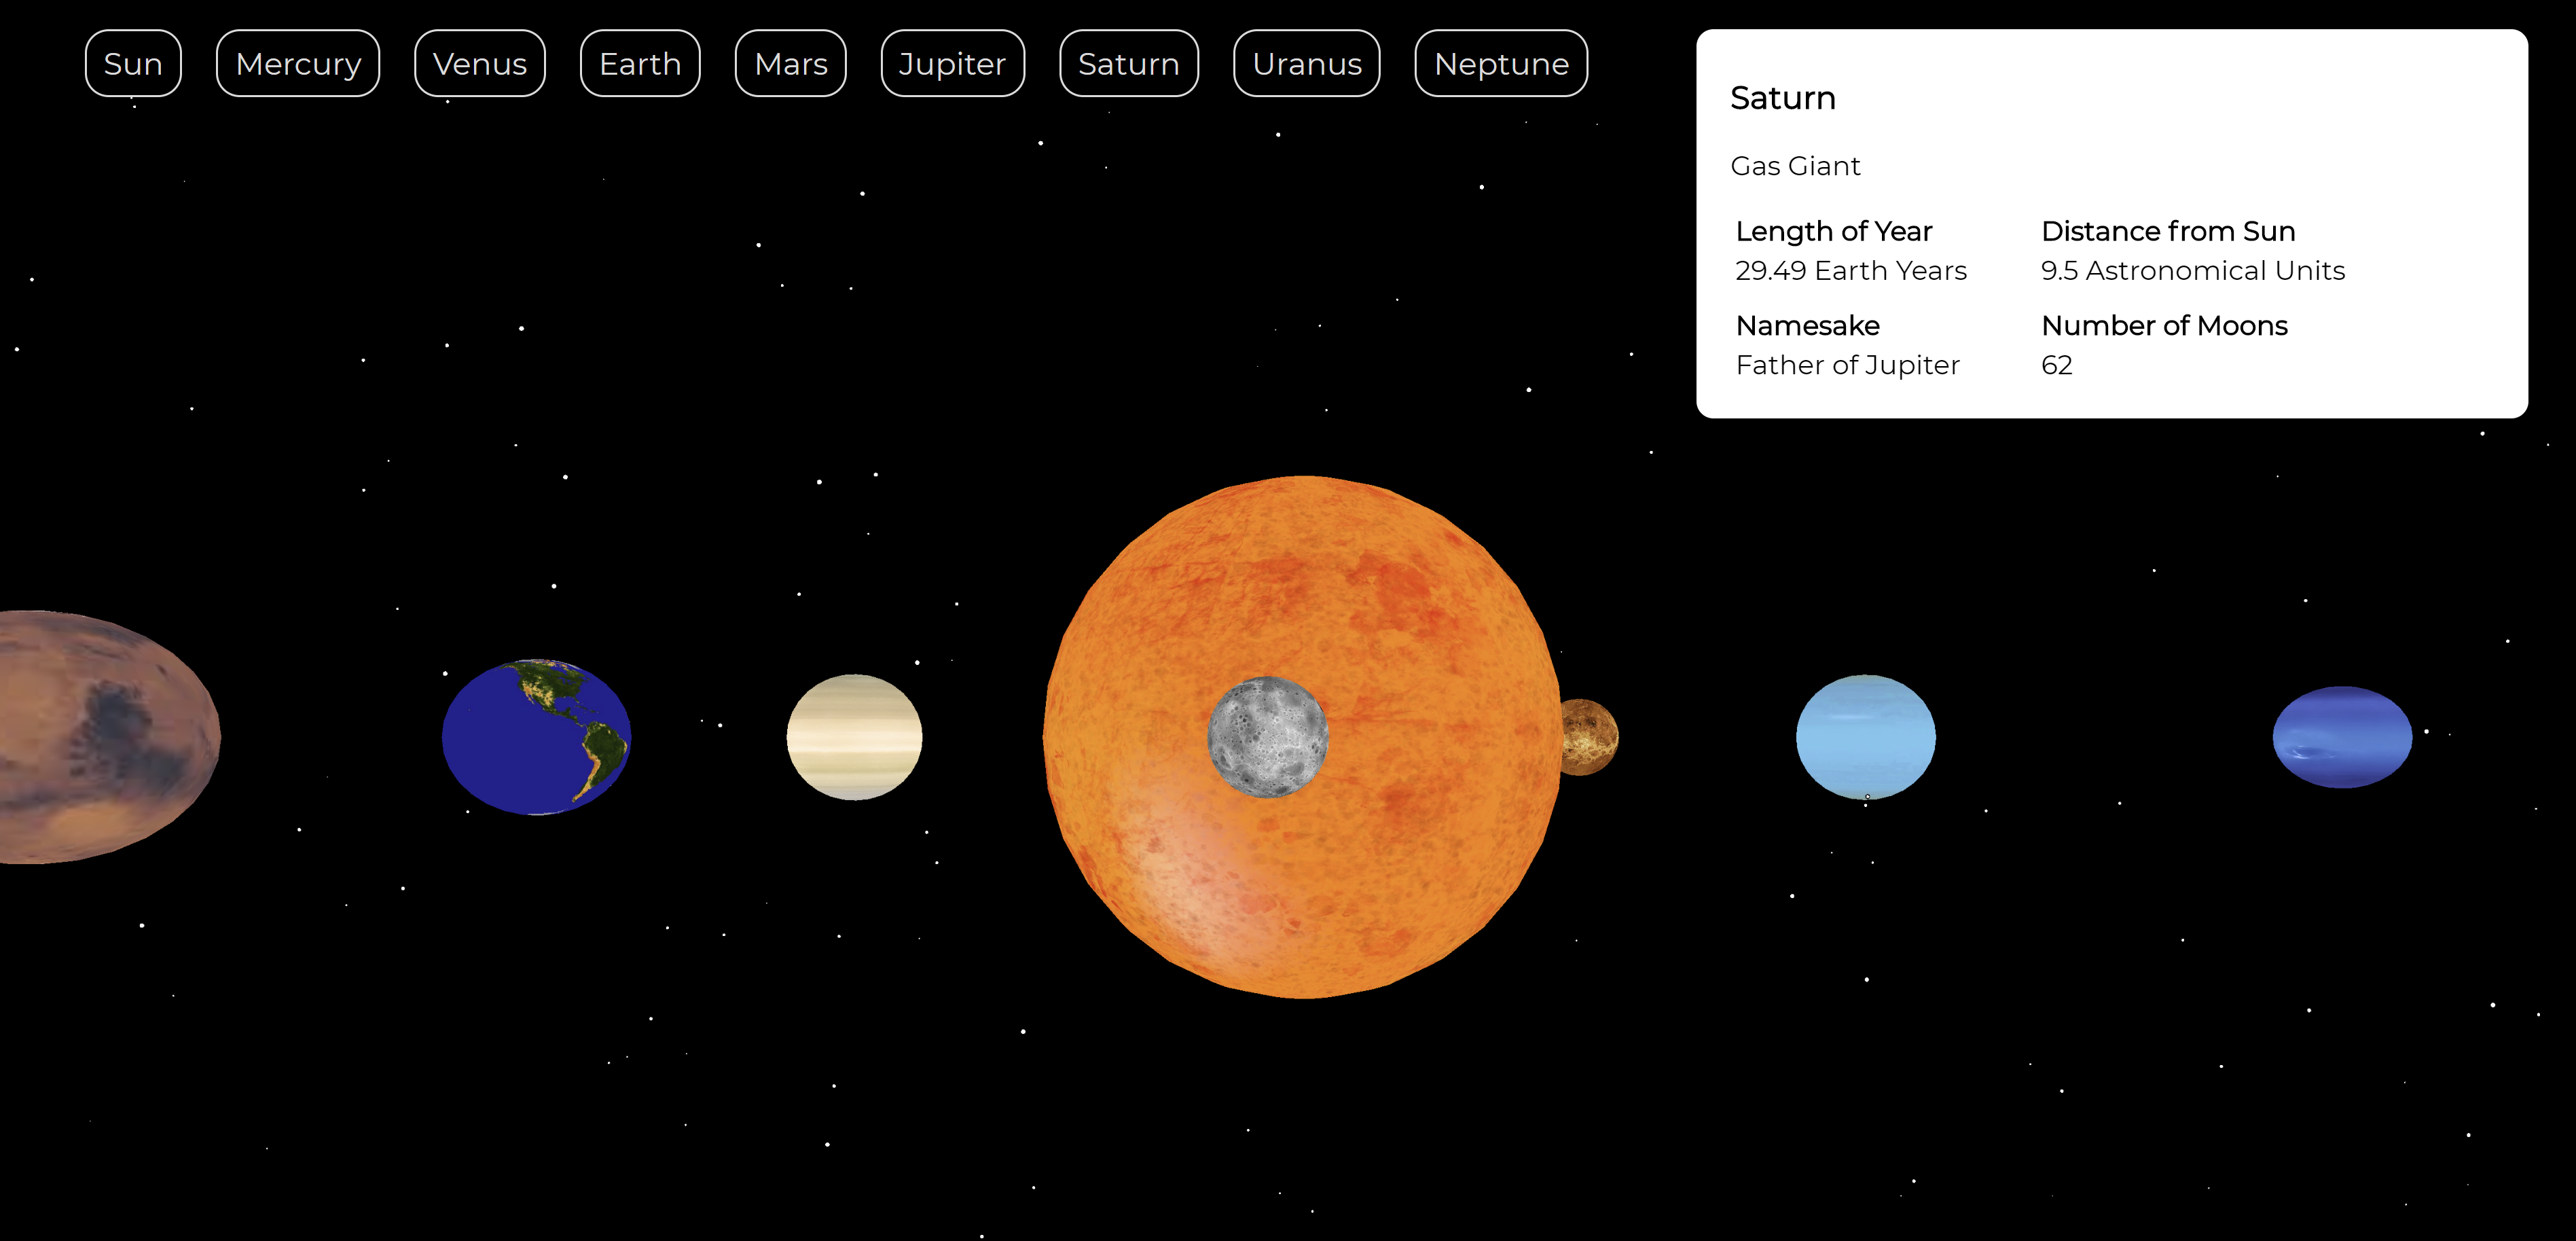 Sun Mercury Venus Earth Mars Jupiter Saturn Uranus Neptune
Saturn
Gas Giant
Length of Year Distance from Sun
29.49 Earth Years 9.5 Astronomical Units
Namesake Number of Moons
Father of Jupiter 62